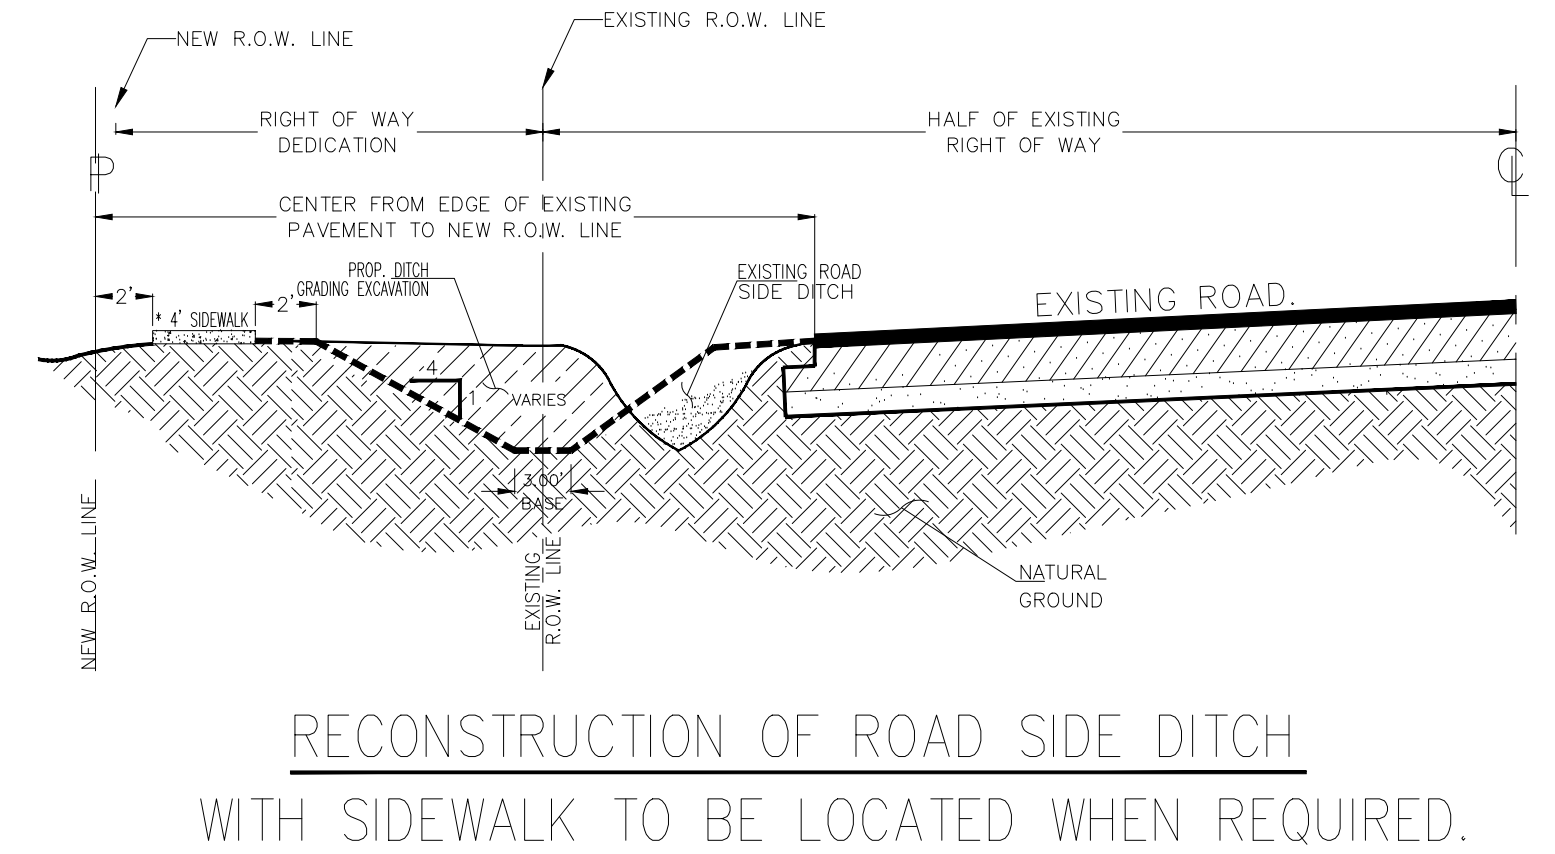 EXISTING R.O.W. LINE
NEW R.O.W. LINE
RIGHT OF WAY
DEDICATION
HALF OF EXISTING
RIGHT OF WAY
P
CL
CENTER FROM EDGE OF EXISTING
PAVEMENT TO NEW R.O.W. LINE
PROP. DITCH
GRADING EXCAVATION
EXISTING ROAD
SIDE DITCH
2'
2'
* 4' SIDEWALK
EXISTING ROAD.
4
1
VARIES
3.00'
BASE
NEW R.O.W. LINE
EXISTING
R.O.W. LINE
NATURAL
GROUND
RECONSTRUCTION OF ROAD SIDE DITCH
WITH SIDEWALK TO BE LOCATED WHEN REQUIRED.